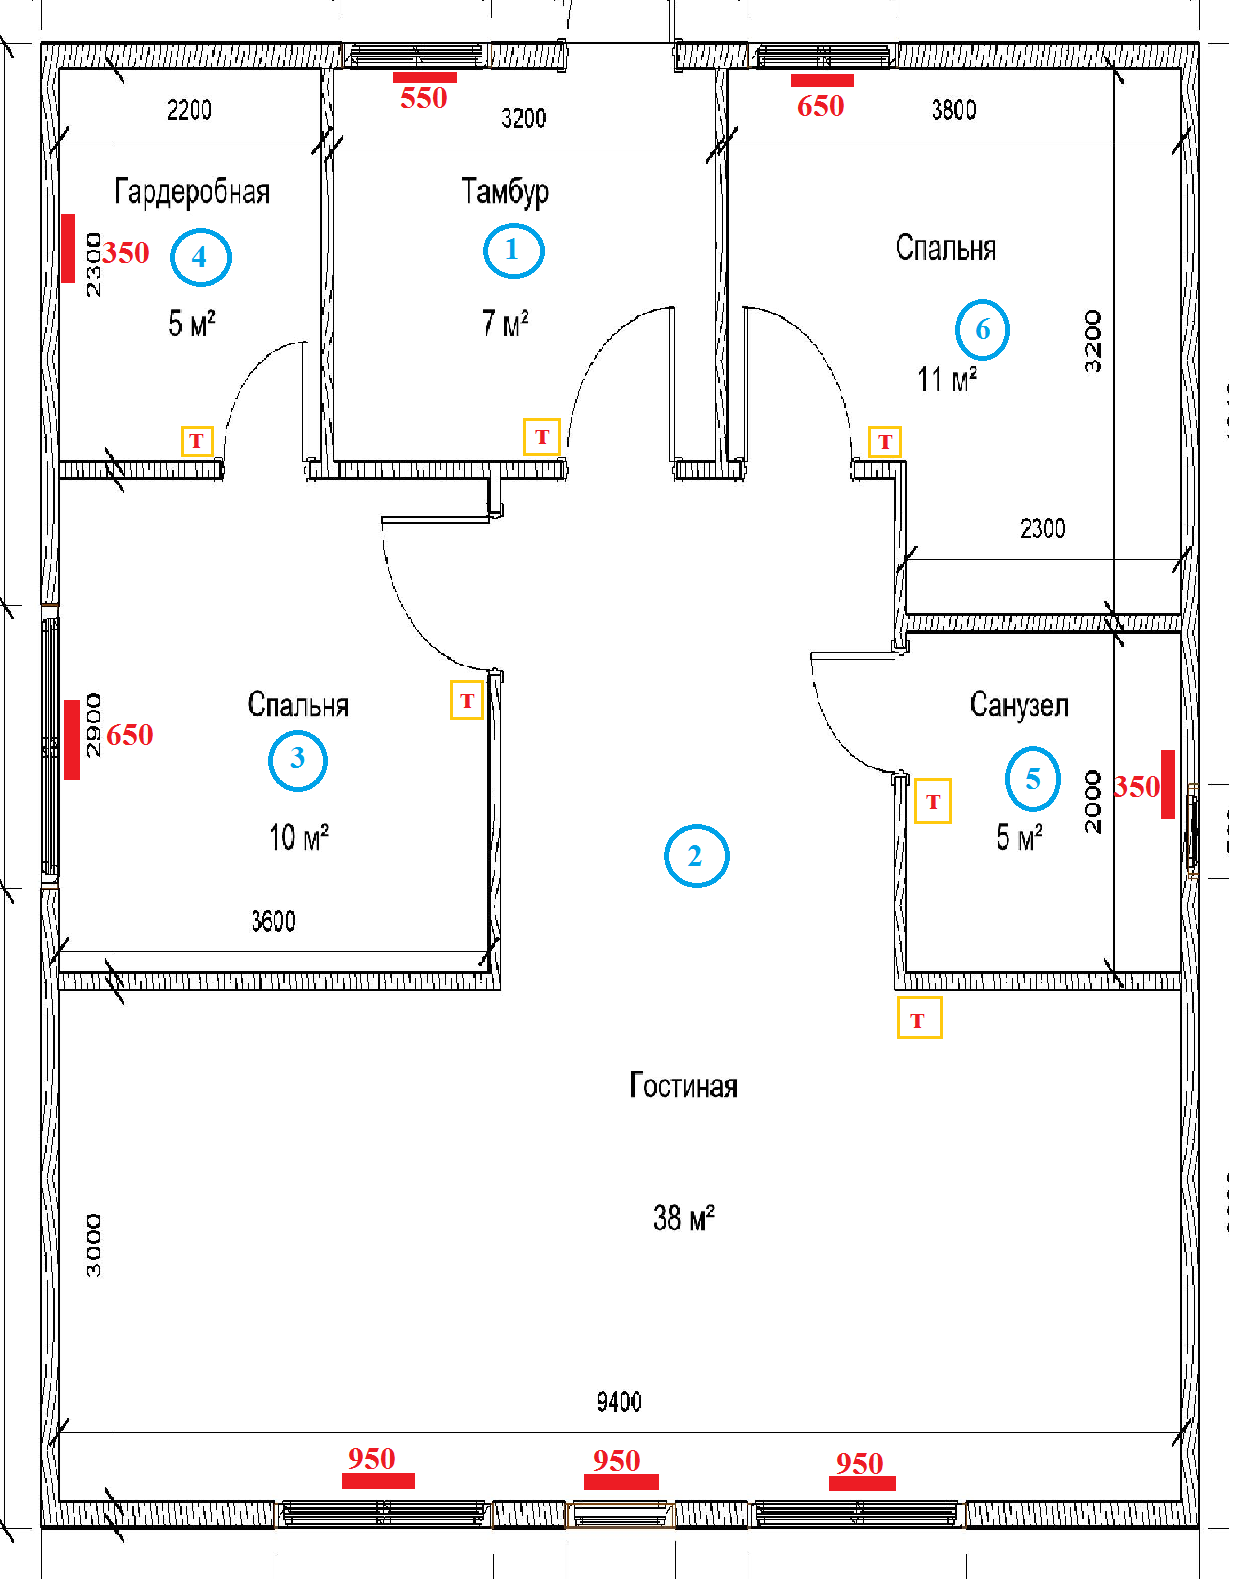 550
650
2200
3200
3800
Гардеробная
Тамбур
Спальня
2300
350
4
1
6
5 м²
7 м²
11 м²
3200
т
т
т
2300
Спальня
т
Санузел
2900
650
3
5
350
2000
т
10 м²
5 м²
2
3600
т
Гостиная
38 м²
3000
9400
950
950
950